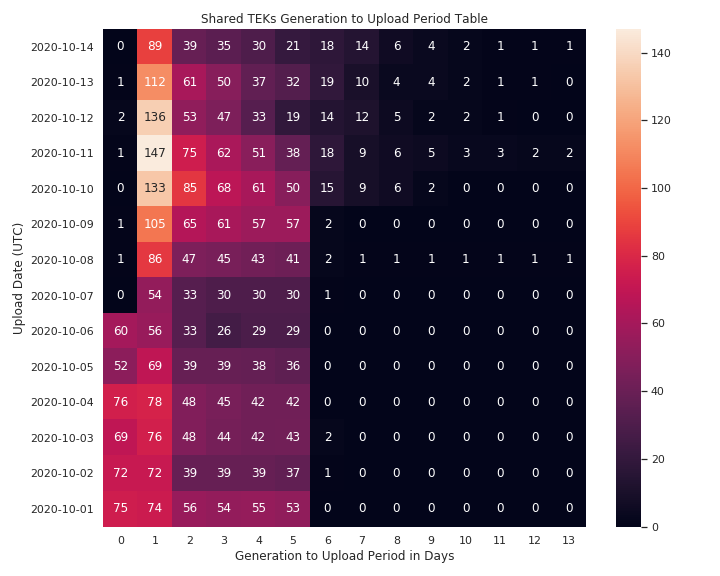 Shared TEKs Generation to Upload Period Table
Upload Date (UTC)
2020-10-14 0 89 39 35 30 21 18 14 6 4 2 1 1 1
2020-10-13 1 112 61 50 37 32 19 10 4 4 2 1 1 0
2020-10-12 2 136 53 47 33 19 14 12 5 2 2 1 0 0
2020-10-11 1 147 75 62 51 38 18 9 6 5 3 3 2 2
2020-10-10 0 133 85 68 61 50 15 9 6 2 0 0 0 0
2020-10-09 1 105 65 61 57 57 2 0 0 0 0 0 0 0
2020-10-08 1 86 47 45 43 41 2 1 1 1 1 1 1 1
2020-10-07 0 54 33 30 30 30 1 0 0 0 0 0 0 0
2020-10-06 60 56 33 26 29 29 0 0 0 0 0 0 0 0
2020-10-05 52 69 39 39 38 36 0 0 0 0 0 0 0 0
2020-10-04 76 78 48 45 42 42 0 0 0 0 0 0 0 0
2020-10-03 69 76 48 44 42 43 2 0 0 0 0 0 0 0
2020-10-02 72 72 39 39 39 37 1 0 0 0 0 0 0 0
2020-10-01 75 74 56 54 55 53 0 0 0 0 0 0 0 0
0 1 2 3 4 5 6 7 8 9 10 11 12 13
Generation to Upload Period in Days
140
120
100
80
60
40
20
0